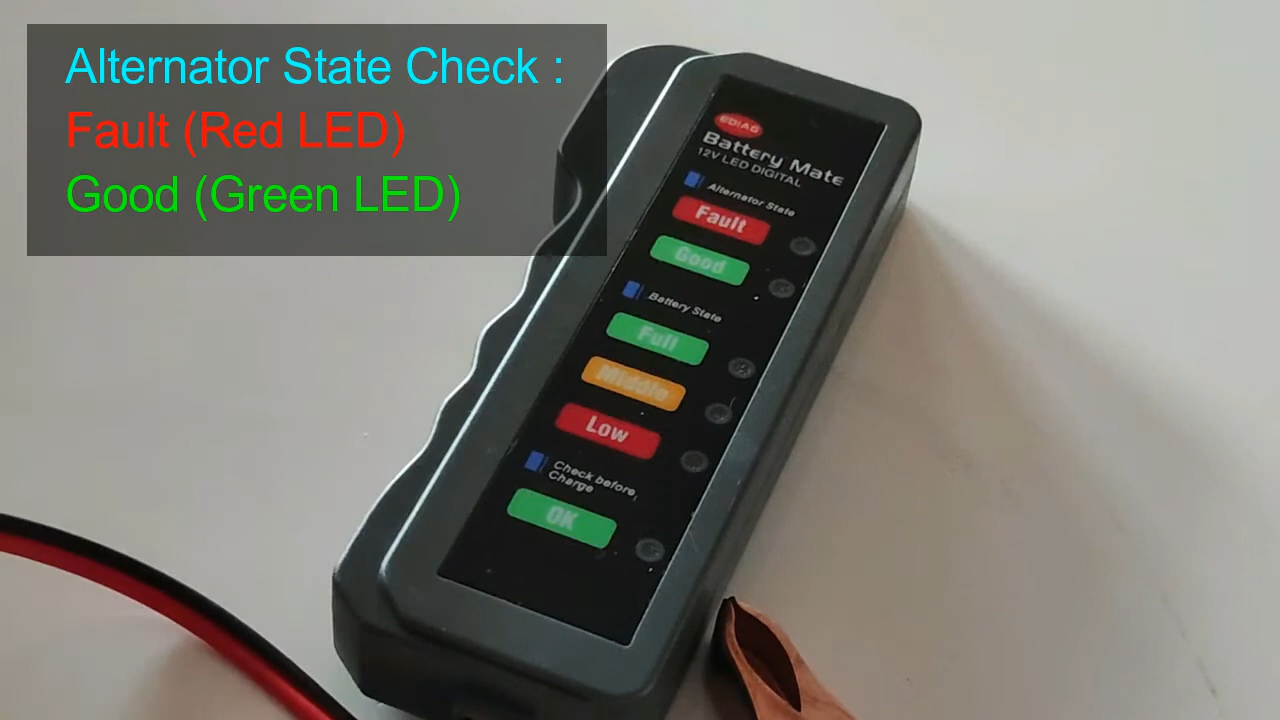 Alternator State Check :
Fault (Red LED)
Good (Green LED)
EDIAG
Battery Mate
12V LED DIGITAL
Alternator State
Fault
Good
Battery State
Full
Middle
Low
Check before
Charge
OK